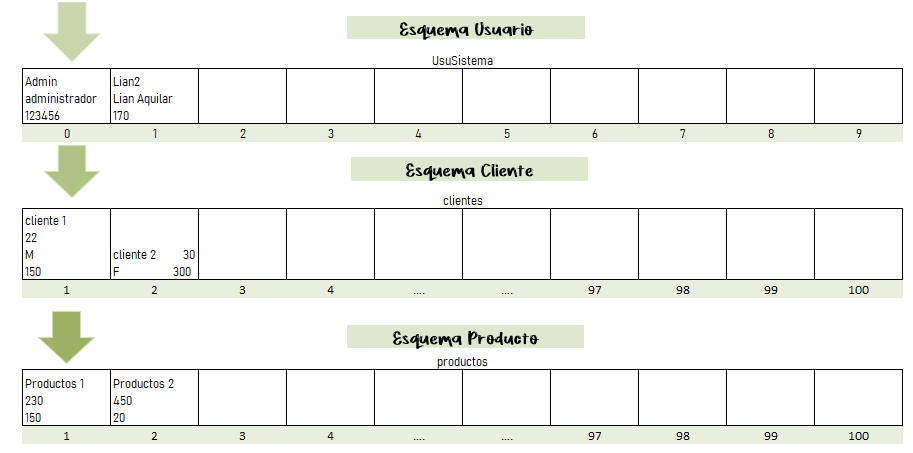 Esquema Usuario
UsuSistema
Admin
administrador
123456
Lian2
Lian Aquilar
170
0 1 2 3 4 5 6 7 8 9
Esquema Cliente
clientes
cliente 1
22
M
150
cliente 2 30
F 300
1 2 3 4 .... .... 97 98 99 100
Esquema Producto
productos
Productos 1
230
150
Productos 2
450
20
1 2 3 4 .... .... 97 98 99 100